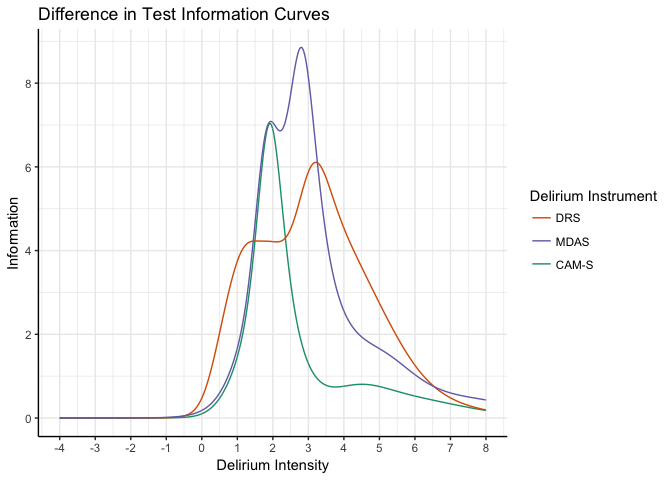 Difference in Test Information Curves
Information
8
6
4
2
0
-4 -3 -2 -1 0 1 2 3 4 5 6 7 8
Delirium Intensity
Delirium Instrument
DRS
MDAS
CAM-S